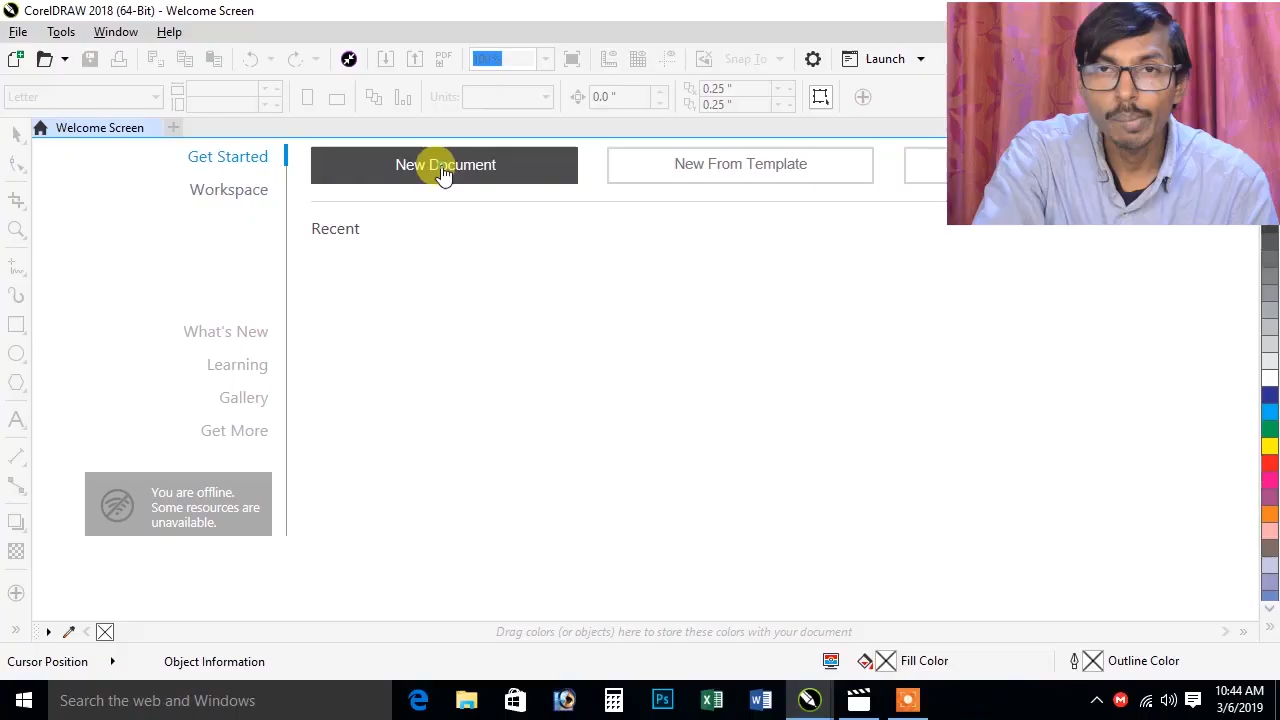 CorelDRAW 2018 (64-Bit) - Welcome Screen
File Tools Window Help
PDF Snap To Launch
Letter Units: 0.0 " 0.25 "
0.25 "
Welcome Screen
Get Started New Document New From Template
Workspace
Recent
What's New
Learning
Gallery
Get More
You are offline.
Some resources are
unavailable.
Drag colors (or objects) here to store these colors with your document
Cursor Position Object Information Fill Color Outline Color
Search the web and Windows
10:44 AM
3/6/2019